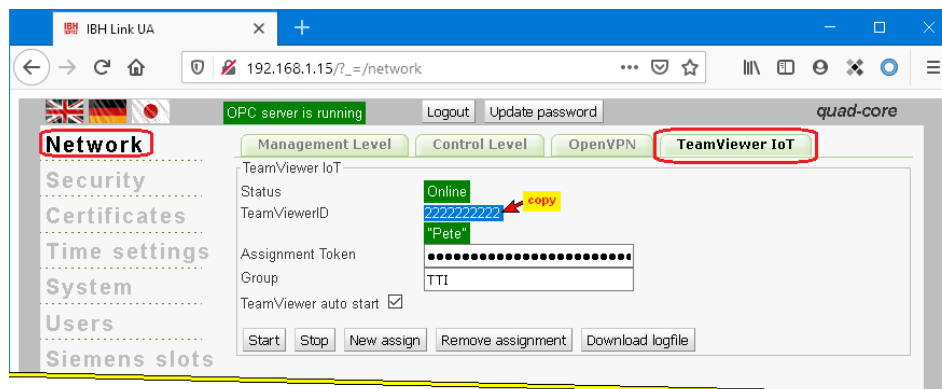 IBH Link UA
192.168.1.15/?_=/network
OPC server is running Logout Update password quad-core
Network Management Level Control Level OpenVPN TeamViewer IoT
Security
Certificates
Time settings
System
Users
Siemens slots
TeamViewer IoT
Status Online
TeamViewerID 2222222222 copy
"Pete"
Assignment Token
Group TTI
TeamViewer auto start
Start Stop New assign Remove assignment Download logfile